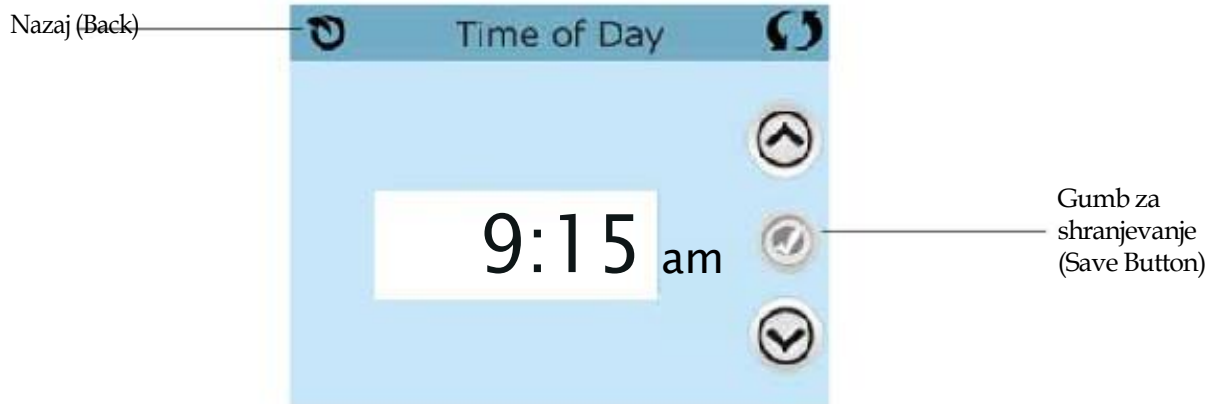 Nazaj (Back)
Time of Day
9:15 am
Gumb za
shranjevanje
(Save Button)